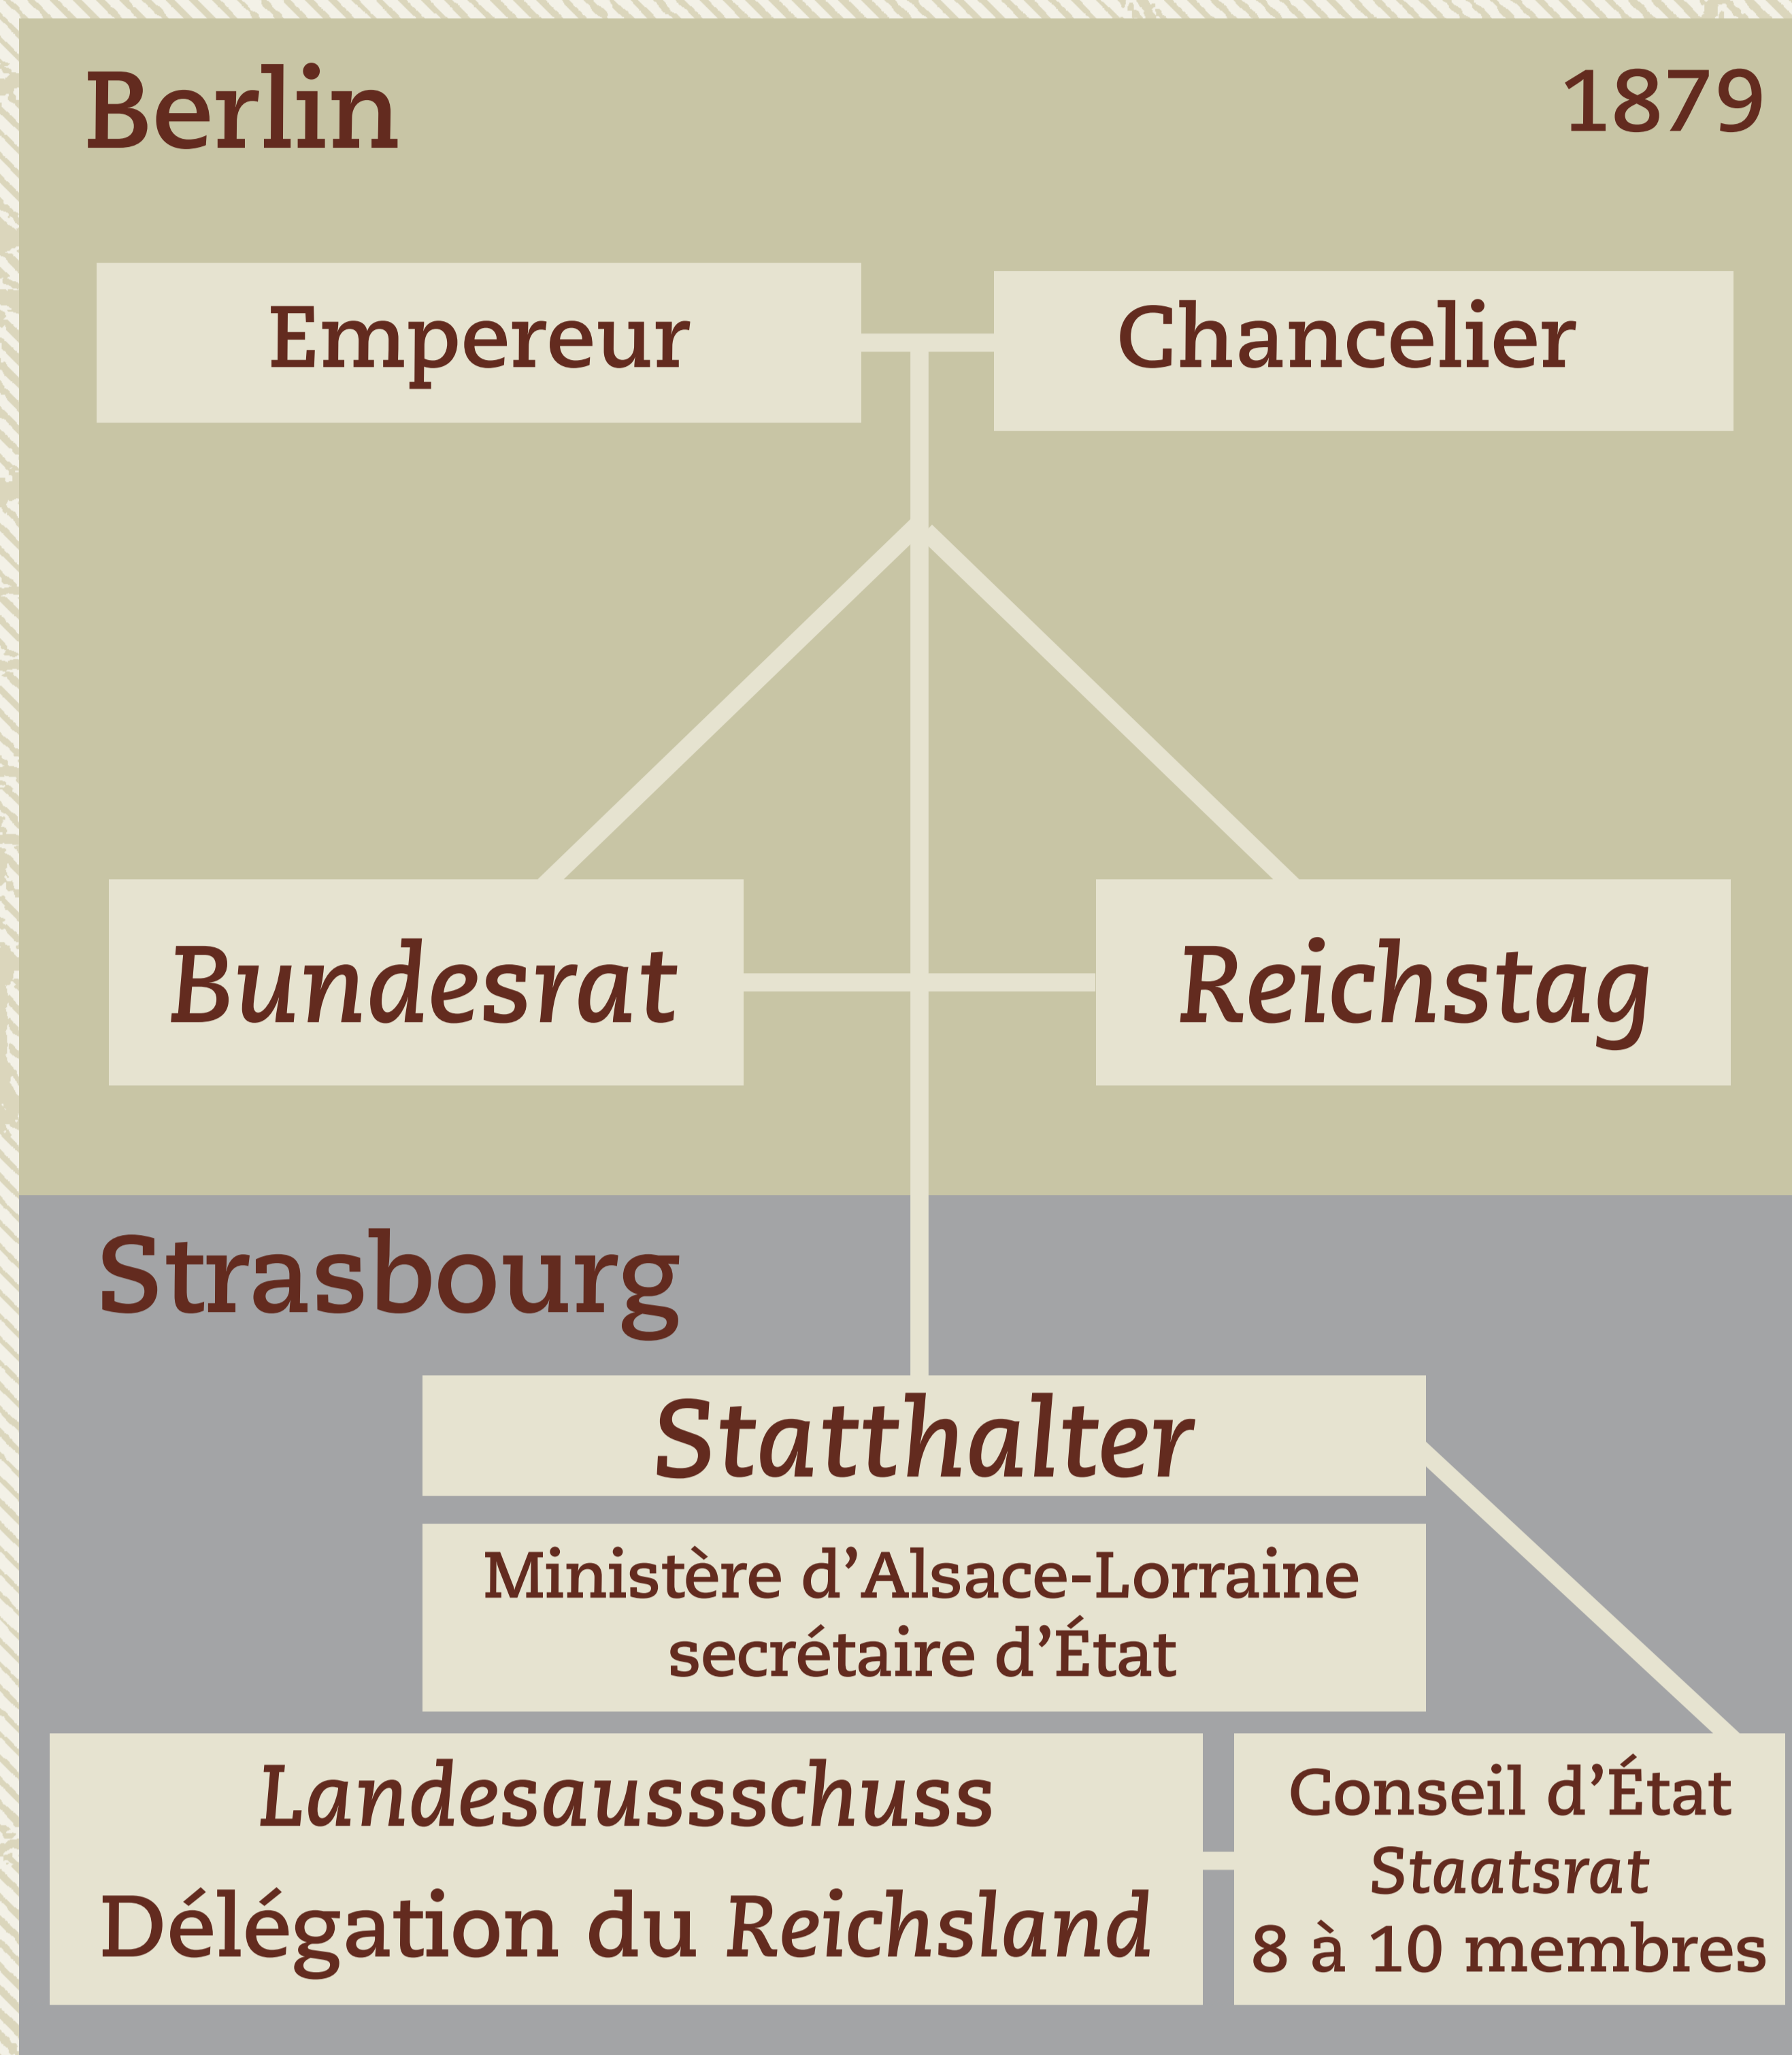 Berlin
1879
Empereur
Chancelier
Bundesrat
Reichstag
Strasbourg
Statthalter
Ministère d’Alsace-Lorraine
secrétaire d’État
Landesaussschuss
Délégation du Reichsland
Conseil d’État
Staatsrat
8 à 10 membres